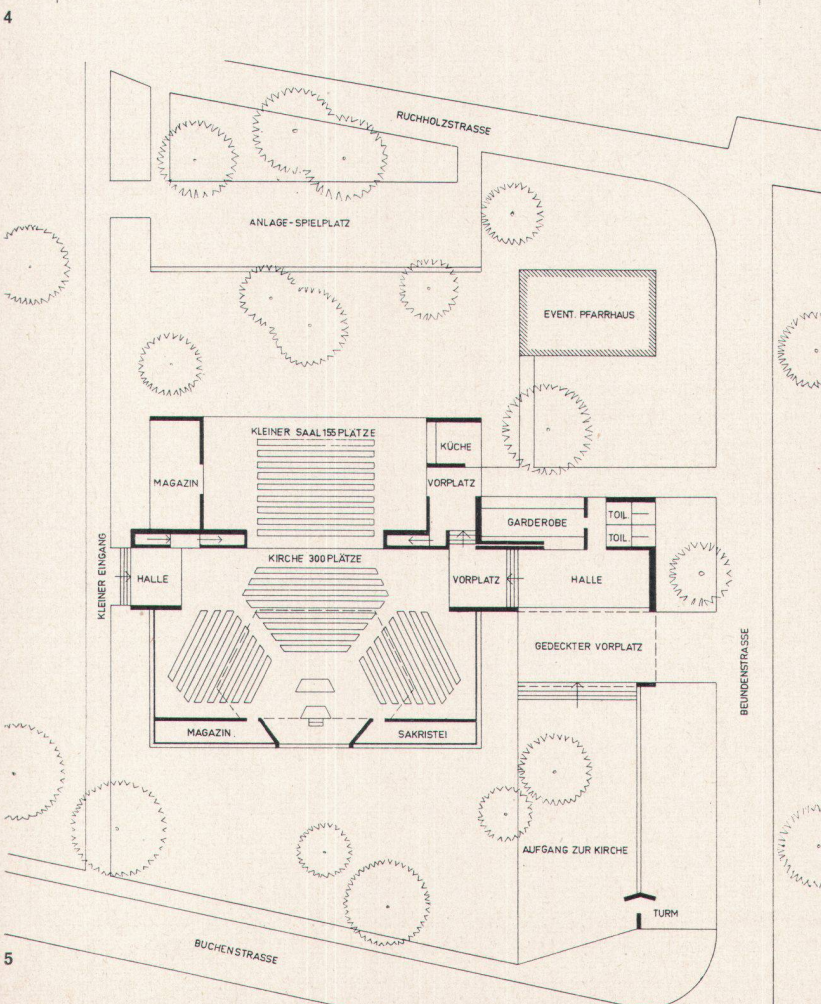 4
RUCHHOLZSTRASSE
ANLAGE-SPIELPLATZ
EVENT. PFARRHAUS
KLEINER SAAL 155 PLÄTZE
KÜCHE
MAGAZIN
VORPLATZ
GARDEROBE
TOIL.
TOIL.
KLEINER EINGANG
KIRCHE 300 PLÄTZE
HALLE
VORPLATZ
HALLE
GEDECKTER VORPLATZ
BEUNDENSTRASSE
MAGAZIN.
SAKRISTEI
AUFGANG ZUR KIRCHE
TURM
BUCHENSTRASSE
5